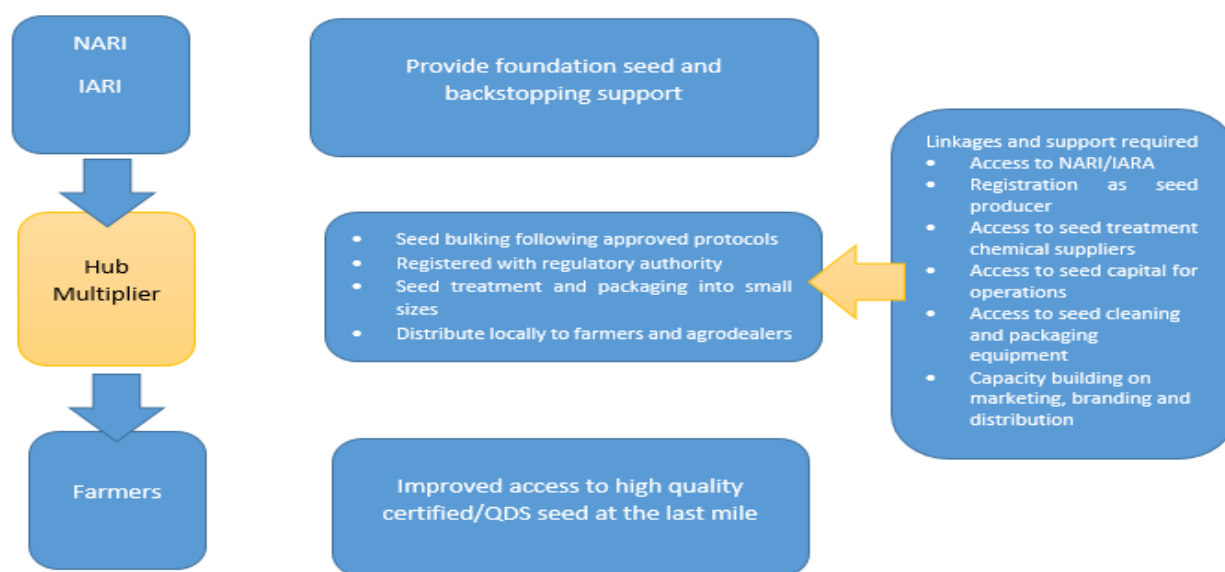 NARI
IARI
Provide foundation seed and
backstopping support
Linkages and support required
• Access to NARI/IARA
• Registration as seed
producer
• Access to seed treatment
chemical suppliers
• Access to seed capital for
operations
• Access to seed cleaning
and packaging
equipment
• Capacity building on
marketing, branding and
distribution
Hub
Multiplier
• Seed bulking following approved protocols
• Registered with regulatory authority
• Seed treatment and packaging into small
sizes
• Distribute locally to farmers and agrodealers
Farmers
Improved access to high quality
certified/QDS seed at the last mile